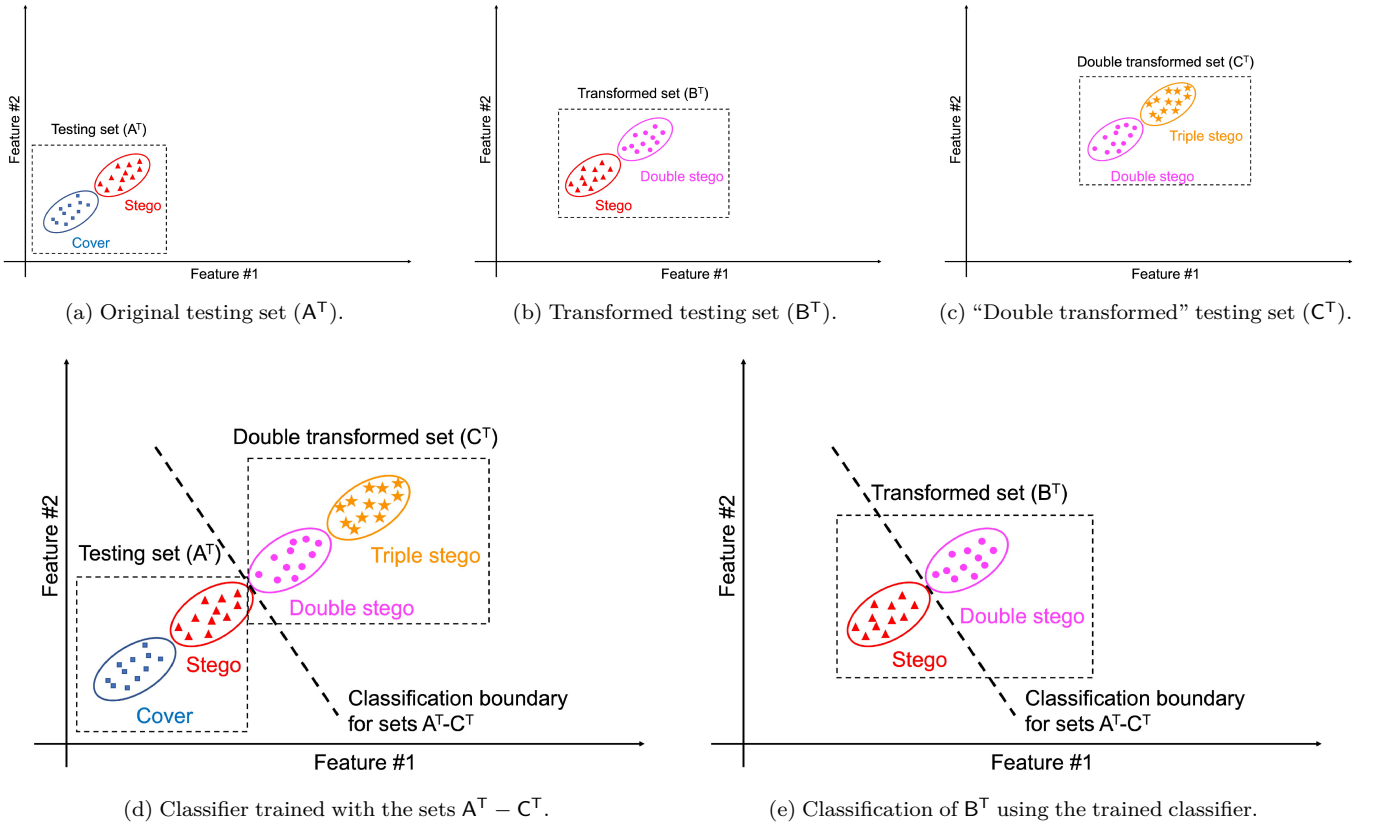 Feature #2
Testing set (Aᵀ)
Stego
Cover
Feature #1
(a) Original testing set (Aᵀ).
Feature #2
Transformed set (Bᵀ)
Double stego
Stego
Feature #1
(b) Transformed testing set (Bᵀ).
Feature #2
Double transformed set (Cᵀ)
Triple stego
Double stego
Feature #1
(c) “Double transformed” testing set (Cᵀ).
Feature #2
Double transformed set (Cᵀ)
Testing set (Aᵀ)
Triple stego
Double stego
Stego
Cover
Classification boundary
for sets Aᵀ-Cᵀ
Feature #1
(d) Classifier trained with the sets Aᵀ − Cᵀ.
Feature #2
Transformed set (Bᵀ)
Double stego
Stego
Classification boundary
for sets Aᵀ-Cᵀ
Feature #1
(e) Classification of Bᵀ using the trained classifier.